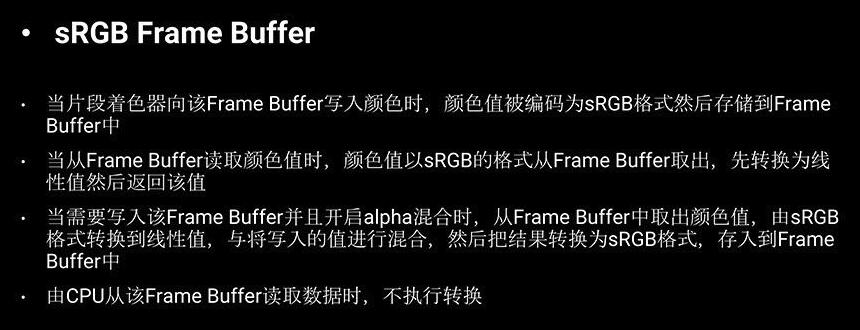 • sRGB Frame Buffer
• 当片段着色器向该Frame Buffer写入颜色时，颜色值被编码为sRGB格式然后存储到Frame
Buffer中
• 当从Frame Buffer读取颜色值时，颜色值以sRGB的格式从Frame Buffer取出，先转换为线
性值然后返回该值
• 当需要写入该Frame Buffer并且开启alpha混合时，从Frame Buffer中取出颜色值，由sRGB
格式转换到线性值，与将写入的值进行混合，然后把结果转换为sRGB格式，存入到Frame
Buffer中
• 由CPU从该Frame Buffer读取数据时，不执行转换